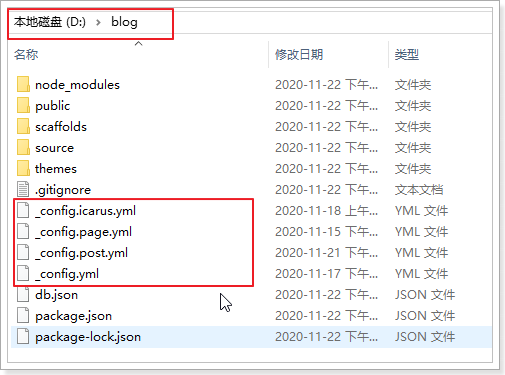 本地磁盘 (D:) > blog
名称 修改日期 类型
node_modules 2020-11-22 下午... 文件夹
public 2020-11-22 下午... 文件夹
scaffolds 2020-11-22 下午... 文件夹
source 2020-11-22 下午... 文件夹
themes 2020-11-22 下午... 文件夹
.gitignore 2020-11-22 下午... 文本文档
_config.icarus.yml 2020-11-18 上午... YML 文件
_config.page.yml 2020-11-15 下午... YML 文件
_config.post.yml 2020-11-21 下午... YML 文件
_config.yml 2020-11-17 下午... YML 文件
db.json 2020-11-22 下午... JSON 文件
package.json 2020-11-22 下午... JSON 文件
package-lock.json 2020-11-22 下午... JSON 文件